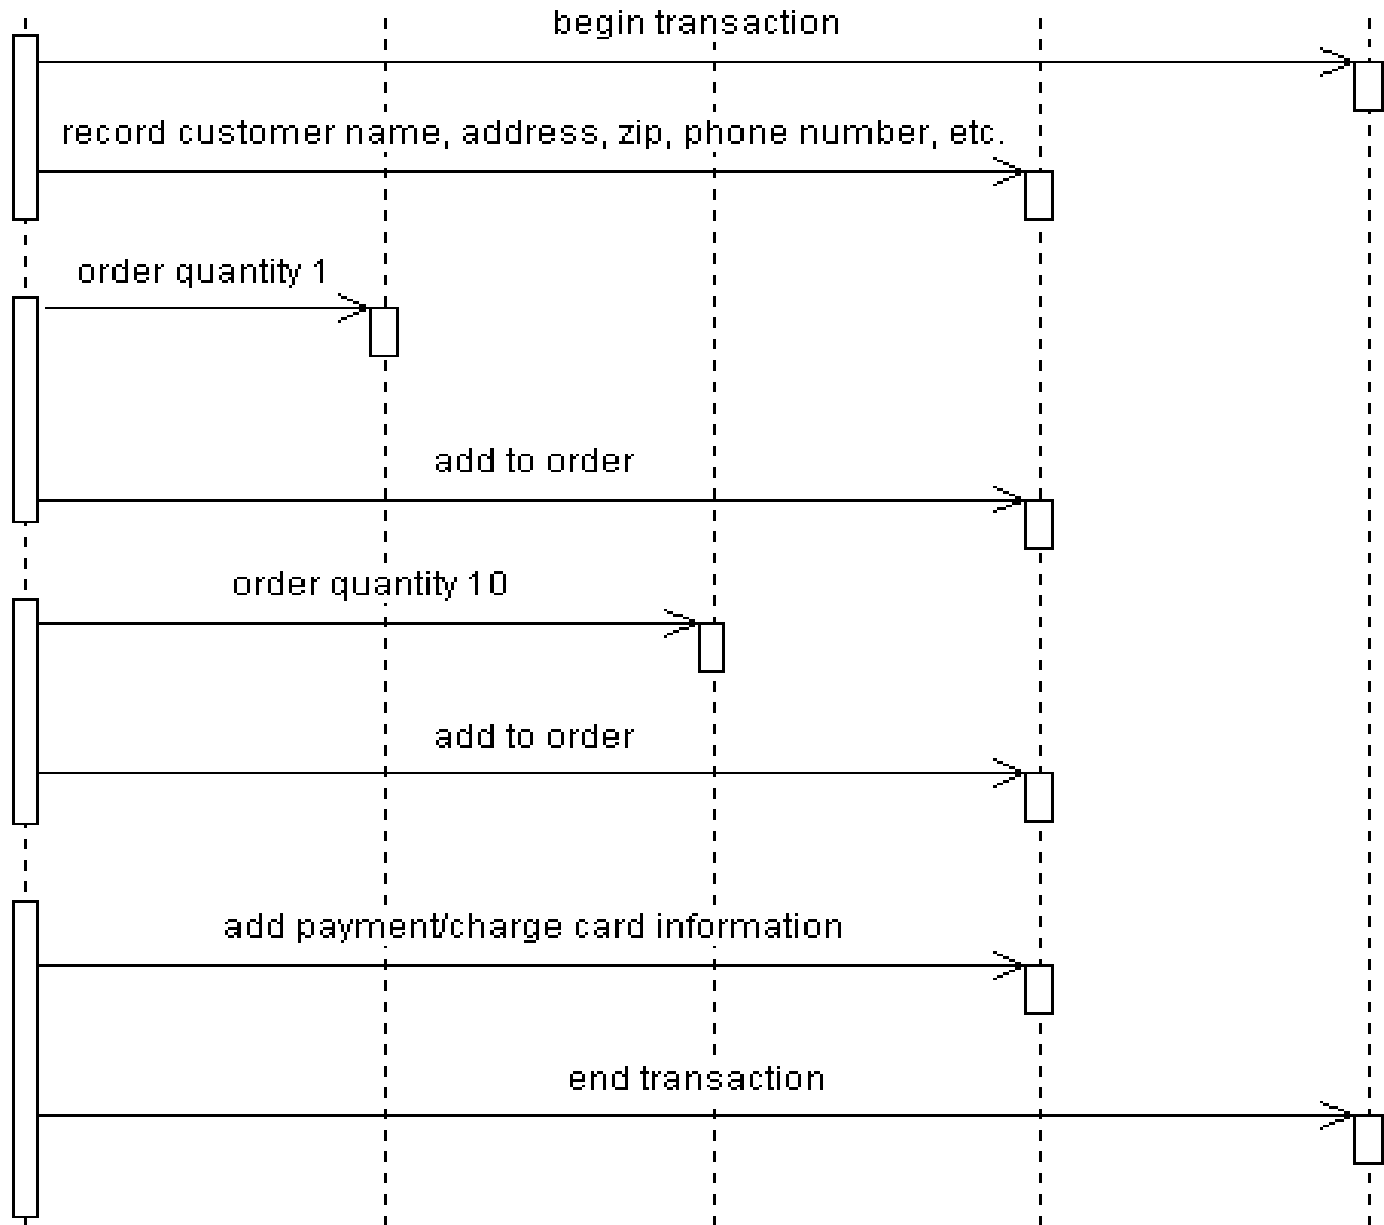 begin transaction
record customer name, address, zip, phone number, etc.
order quantity 1
add to order
order quantity 10
add to order
add payment/charge card information
end transaction